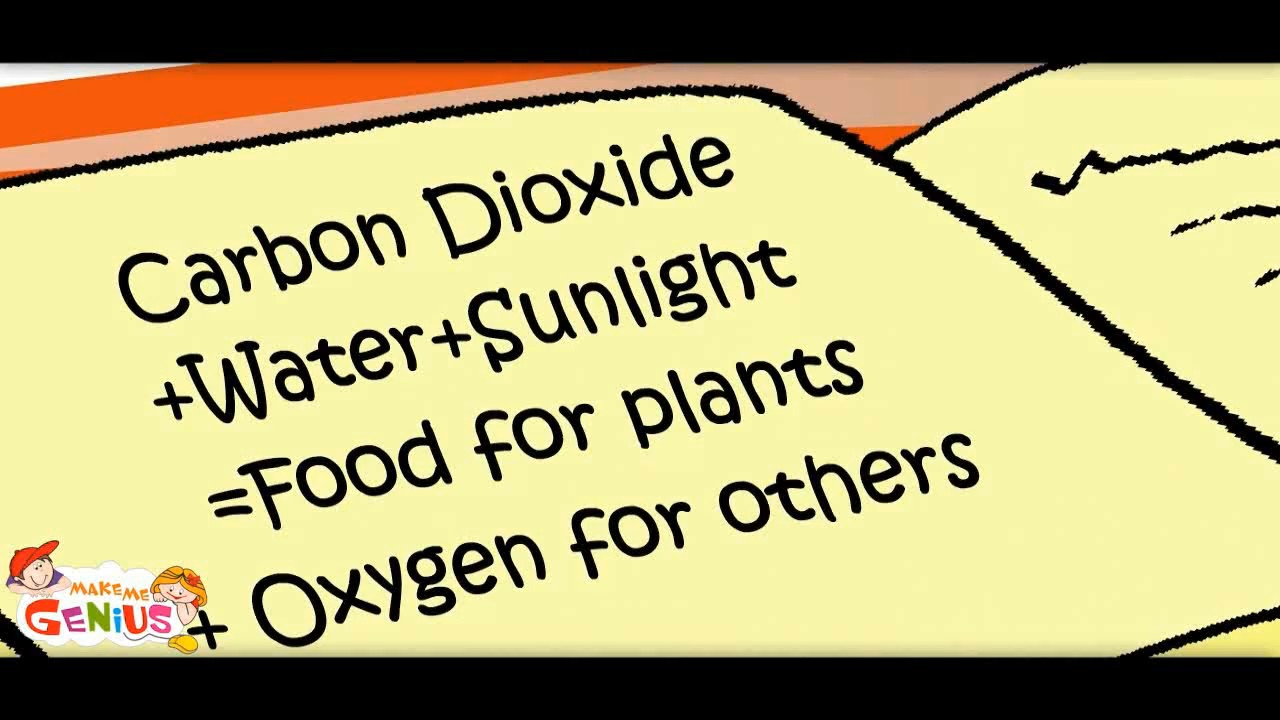 Carbon Dioxide
+Water+Sunlight
=Food for plants
+ Oxygen for others
MAKE ME
GENiUS